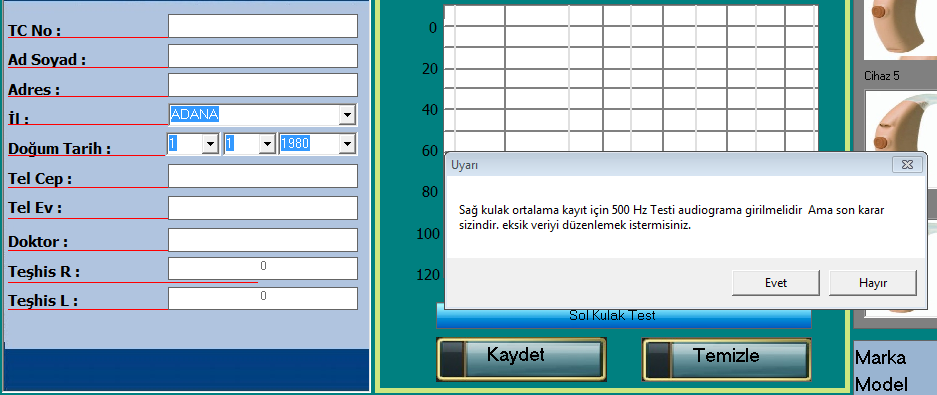 TC No :
Ad Soyad :
Adres :
İl :
ADANA
Doğum Tarih :
1
1
1980
Tel Cep :
Tel Ev :
Doktor :
Teşhis R :
0
Teşhis L :
0
0
20
40
60
80
100
120
Uyarı
Sağ kulak ortalama kayıt için 500 Hz Testi audiograma girilmelidir Ama son karar
sizindir. eksik veriyi düzenlemek istermisiniz.
Evet
Hayır
Sol Kulak Test
Kaydet
Temizle
Cihaz 5
Marka
Model